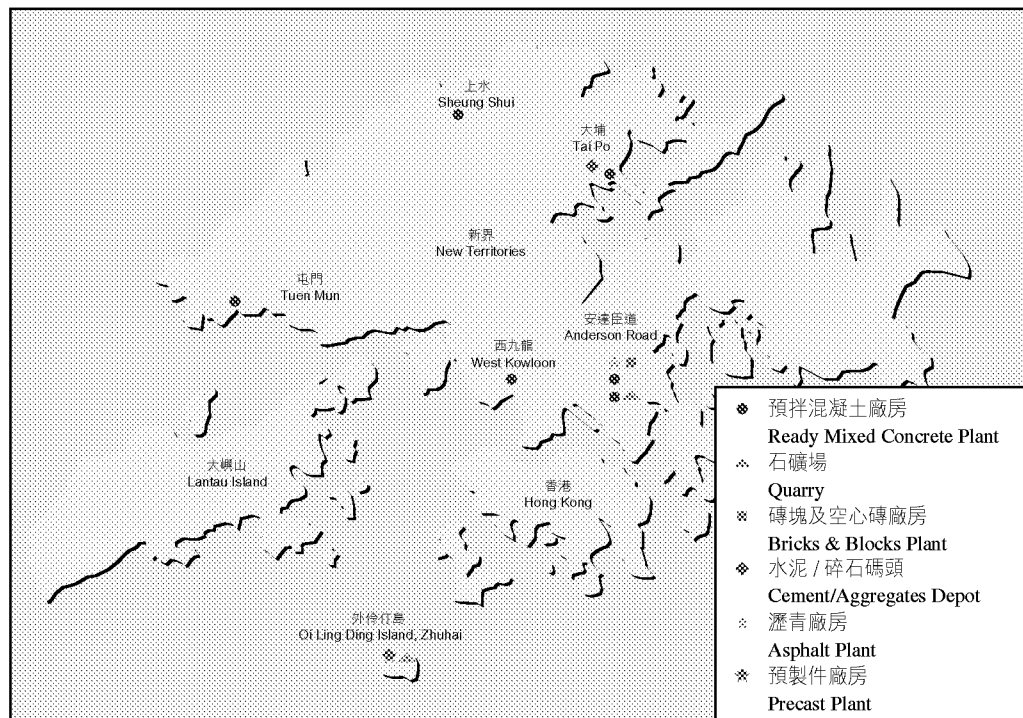 上水
Sheung Shui
大埔
Tai Po
新界
New Territories
屯門
Tuen Mun
安達臣道
Anderson Road
西九龍
West Kowloon
大嶼山
Lantau Island
香港
Hong Kong
外伶仃島
Oi Ling Ding Island, Zhuhai
預拌混凝土廠房
Ready Mixed Concrete Plant
石礦場
Quarry
磚塊及空心磚廠房
Bricks & Blocks Plant
水泥 / 碎石碼頭
Cement/Aggregates Depot
瀝青廠房
Asphalt Plant
預製件廠房
Precast Plant